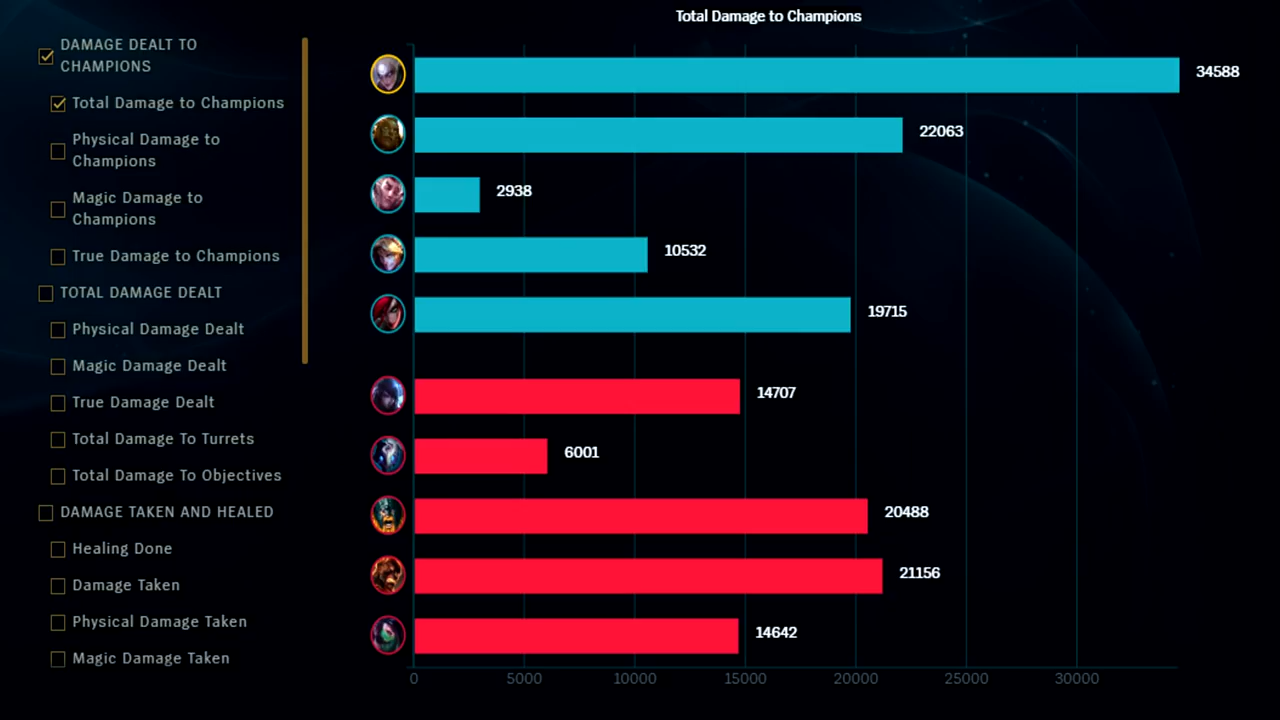 Total Damage to Champions
DAMAGE DEALT TO
CHAMPIONS
Total Damage to Champions
Physical Damage to
Champions
Magic Damage to
Champions
True Damage to Champions
TOTAL DAMAGE DEALT
Physical Damage Dealt
Magic Damage Dealt
True Damage Dealt
Total Damage To Turrets
Total Damage To Objectives
DAMAGE TAKEN AND HEALED
Healing Done
Damage Taken
Physical Damage Taken
Magic Damage Taken
34588
22063
2938
10532
19715
14707
6001
20488
21156
14642
0 5000 10000 15000 20000 25000 30000